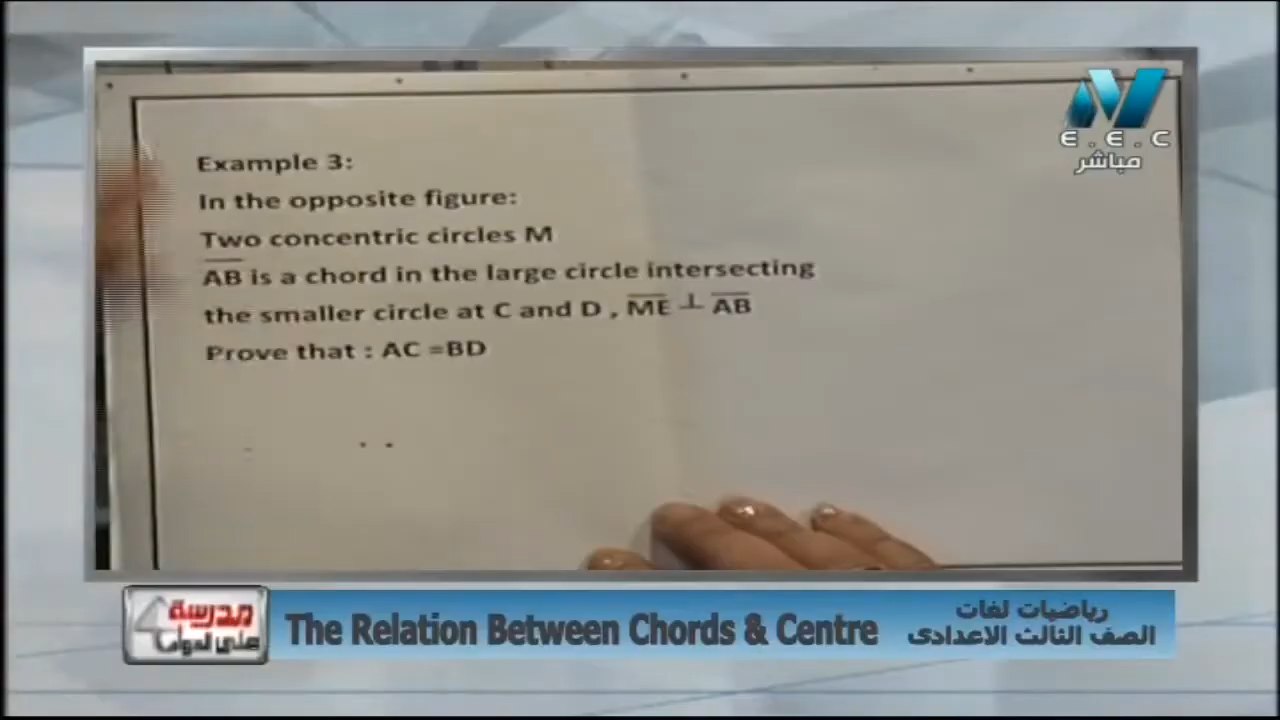 Example 3:
In the opposite figure:
Two concentric circles M
AB is a chord in the large circle intersecting
the smaller circle at C and D , ME ⊥ AB
Prove that : AC =BD
E . E . C
مباشر
مدرسة
على الهواء
The Relation Between Chords & Centre
رياضيات لغات
الصف الثالث الاعدادى